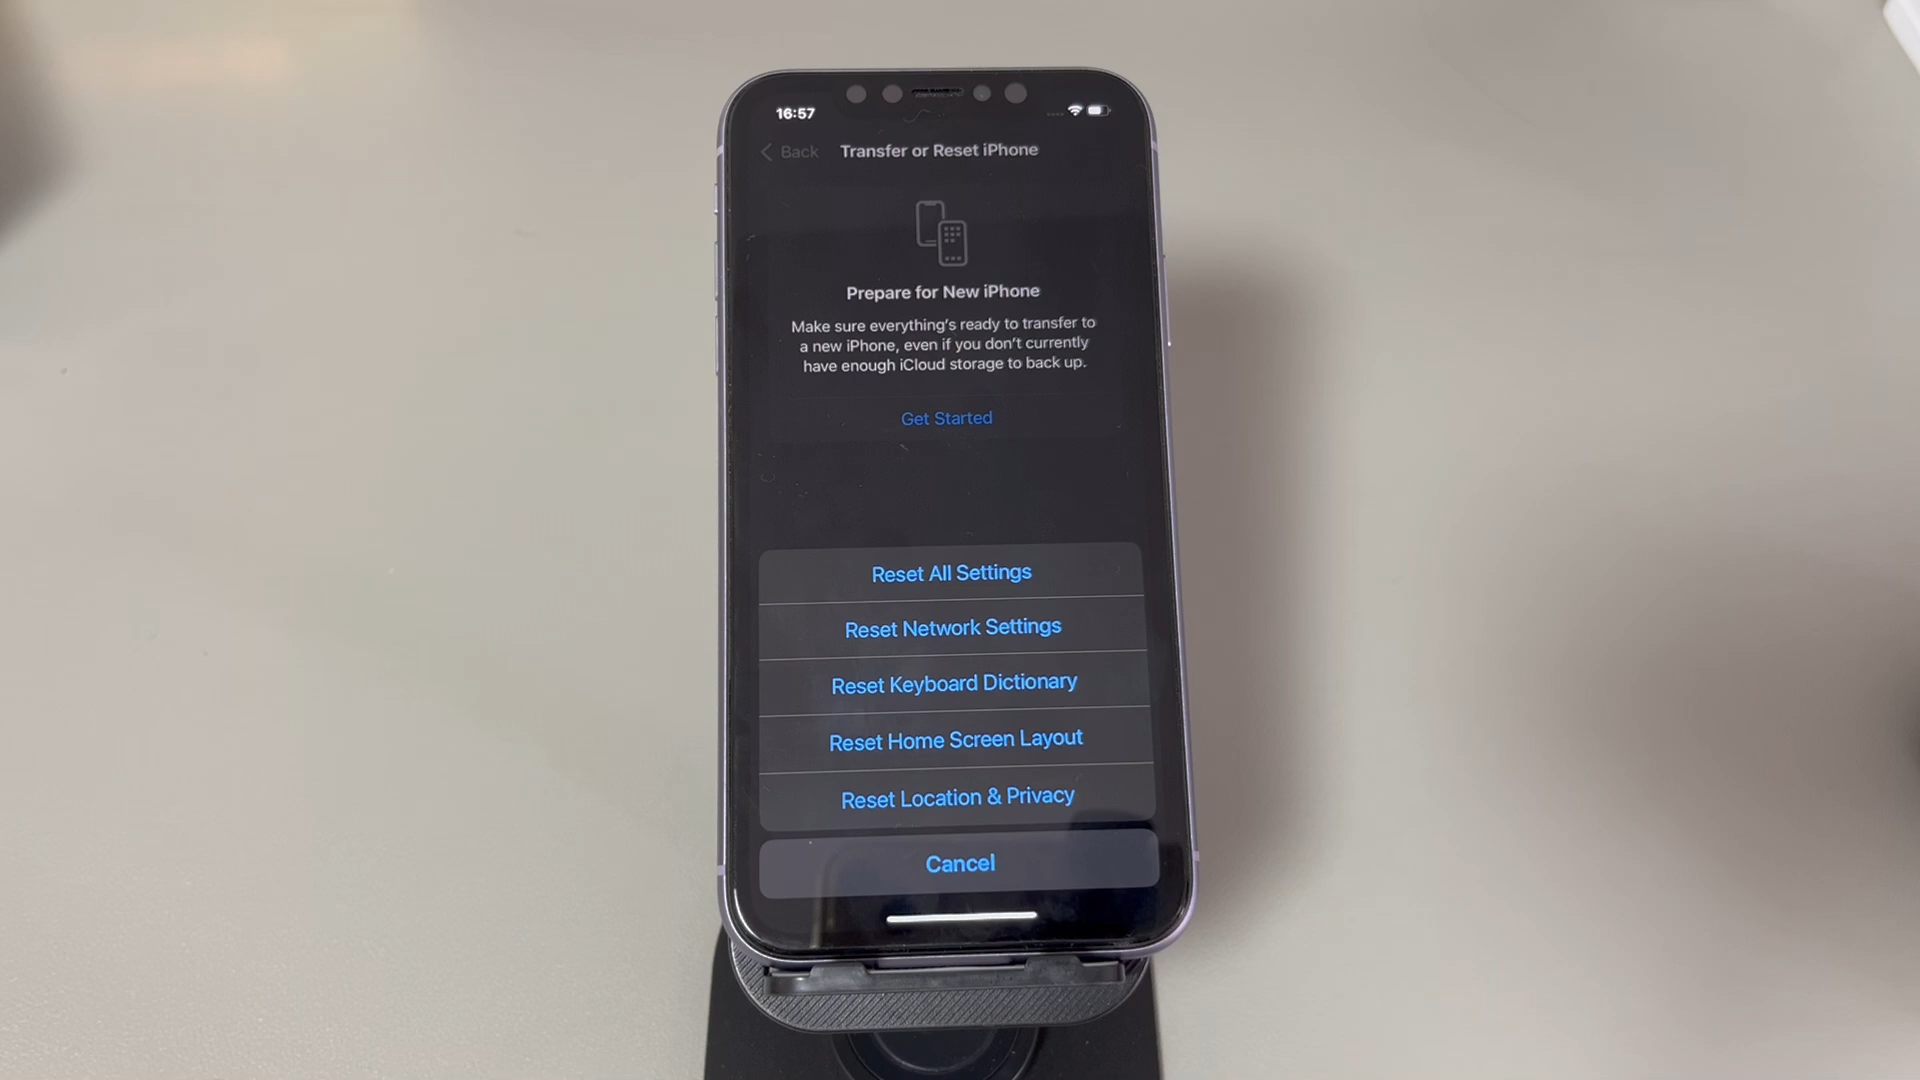 16:57
Back
Transfer or Reset iPhone
Prepare for New iPhone
Make sure everything's ready to transfer to
a new iPhone, even if you don't currently
have enough iCloud storage to back up.
Get Started
Reset All Settings
Reset Network Settings
Reset Keyboard Dictionary
Reset Home Screen Layout
Reset Location & Privacy
Cancel